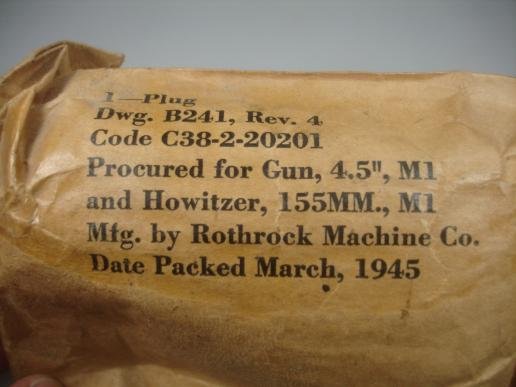 1—Plug
Dwg. B241, Rev. 4
Code C38-2-20201
Procured for Gun, 4.5", M1
and Howitzer, 155MM., M1
Mfg. by Rothrock Machine Co.
Date Packed March, 1945